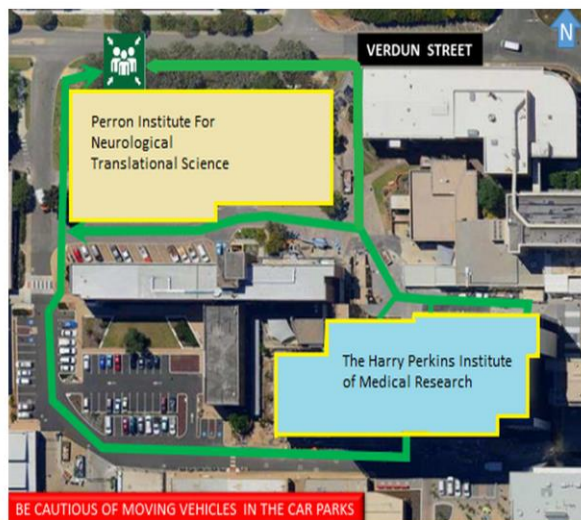 N
VERDUN STREET
Perron Institute For
Neurological
Translational Science
The Harry Perkins Institute
of Medical Research
BE CAUTIOUS OF MOVING VEHICLES IN THE CAR PARKS